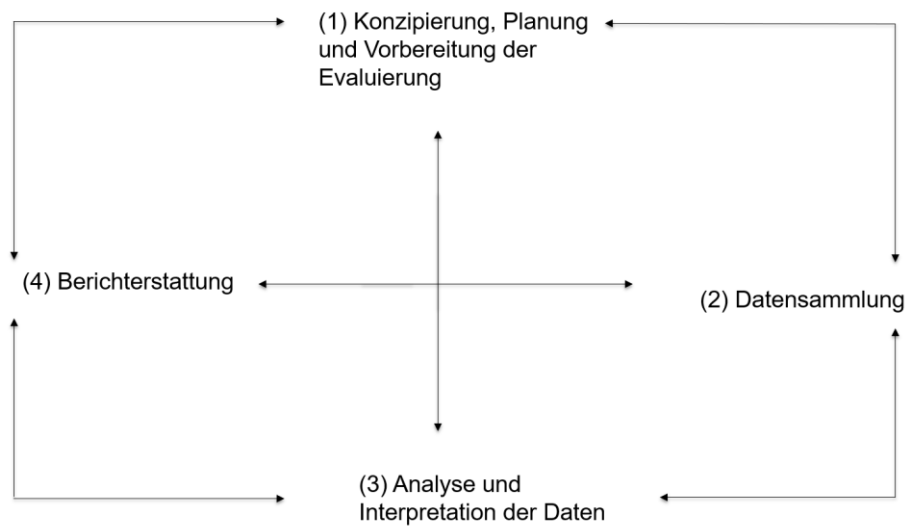 (1) Konzipierung, Planung
und Vorbereitung der
Evaluierung
(4) Berichterstattung
(2) Datensammlung
(3) Analyse und
Interpretation der Daten